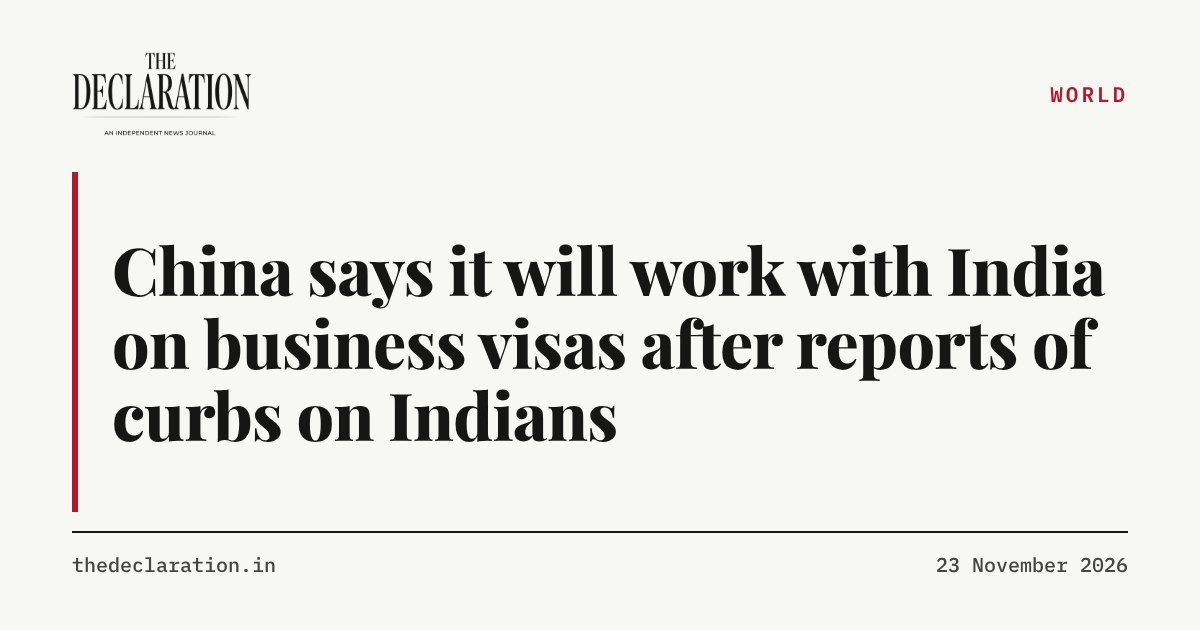 THE
DECLARATION
AN INDEPENDENT NEWS JOURNAL
WORLD
China says it will work with India
on business visas after reports of
curbs on Indians
thedeclaration.in
23 November 2026